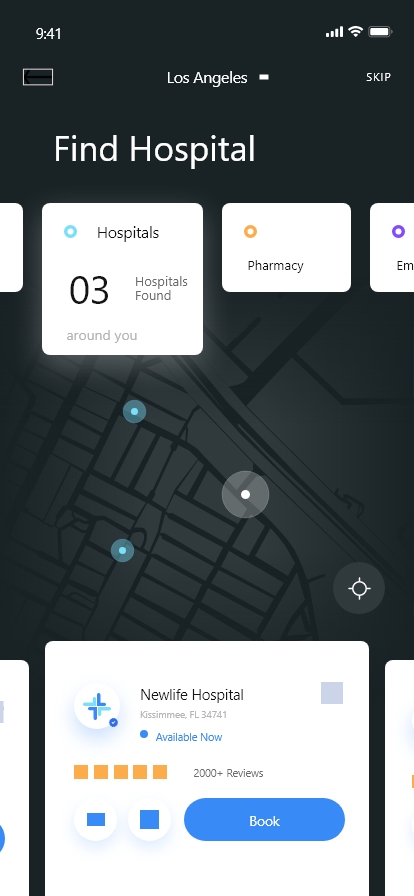 9:41
Los Angeles
SKIP
Find Hospital
Hospitals
03
Hospitals
Found
around you
Pharmacy
Em
Newlife Hospital
Kissimmee, FL 34741
Available Now
2000+ Reviews
Book